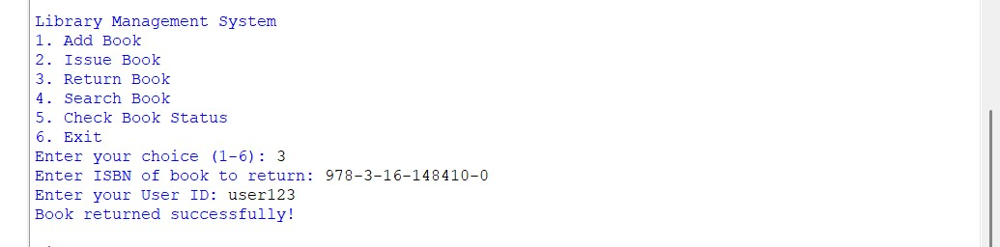 Library Management System
1. Add Book
2. Issue Book
3. Return Book
4. Search Book
5. Check Book Status
6. Exit
Enter your choice (1-6): 3
Enter ISBN of book to return: 978-3-16-148410-0
Enter your User ID: user123
Book returned successfully!